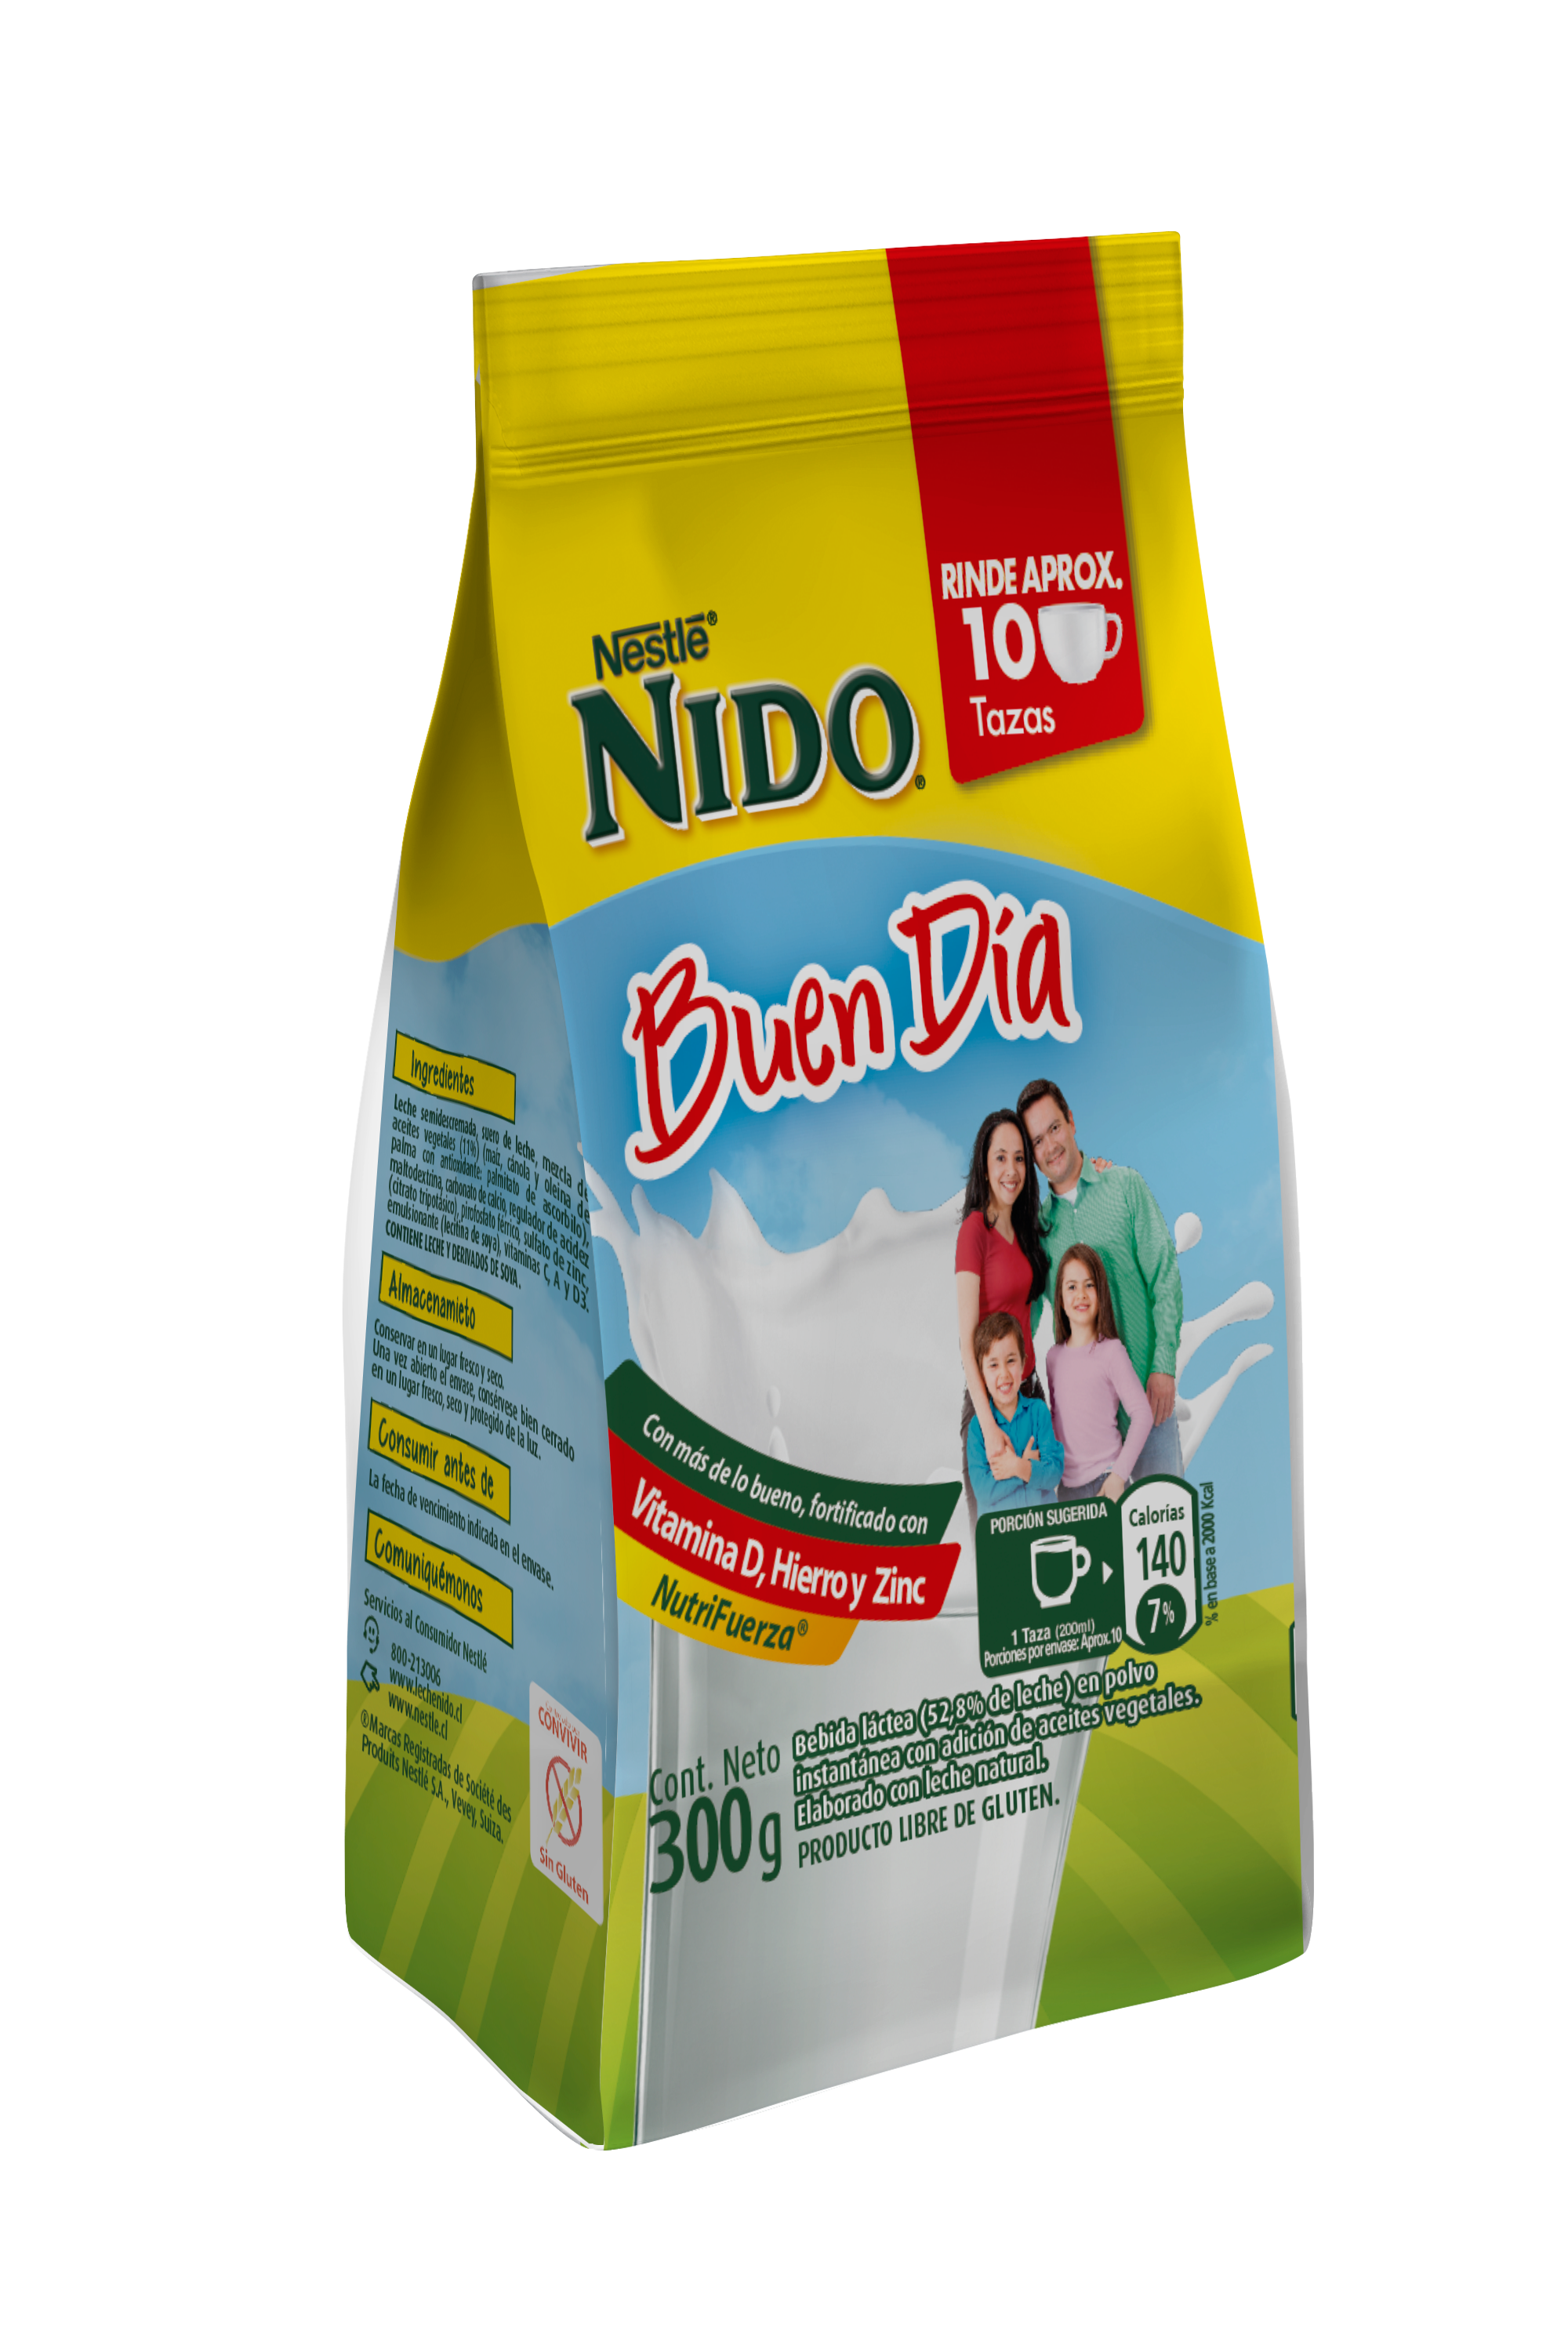 RINDE APROX.
10
Tazas
Nestlé®
NIDO®
Buen Día
Con más de lo bueno, fortificado con
Vitamina D, Hierro y Zinc
NutriFuerza®
PORCIÓN SUGERIDA
1 Taza (200ml)
Porciones por envase: Aprox. 10
Calorías
140
7%
% en base a 2000 Kcal
Cont. Neto
300g
Bebida láctea (52,8% de leche) en polvo
instantánea con adición de aceites vegetales.
Elaborado con leche natural.
PRODUCTO LIBRE DE GLUTEN.
Ingredientes
Leche semidescremada, suero de leche, mezcla de
aceites vegetales (11%) (maíz, cánola y oleina de
palma con antioxidante: palmitato de ascorbilo),
maltodextrina, carbonato de calcio, regulador de acidez
(citrato tripotásico), pirofosfato férrico, sulfato de zinc,
emulsionante (lecitina de soya), vitaminas C, A y D3.
CONTIENE LECHE Y DERIVADOS DE SOYA.
Almacenamieto
Conservar en un lugar fresco y seco.
Una vez abierto el envase, consérvese bien cerrado
en un lugar fresco, seco y protegido de la luz.
Consumir antes de
La fecha de vencimiento indicada en el envase.
Comuniquémonos
Servicios al Consumidor Nestlé
800-213006
www.lechenido.cl
www.nestle.cl
®Marcas Registradas de Société des
Produits Nestlé S.A., Vevey, Suiza.
CONVIVIR
Sin Gluten